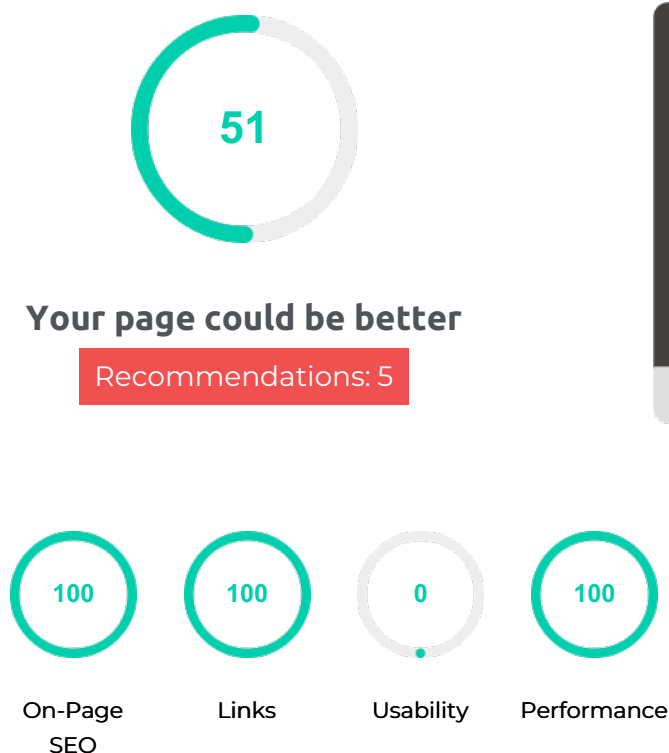 51
Your page could be better
Recommendations: 5
100
100
0
100
On-Page
SEO
Links
Usability
Performance